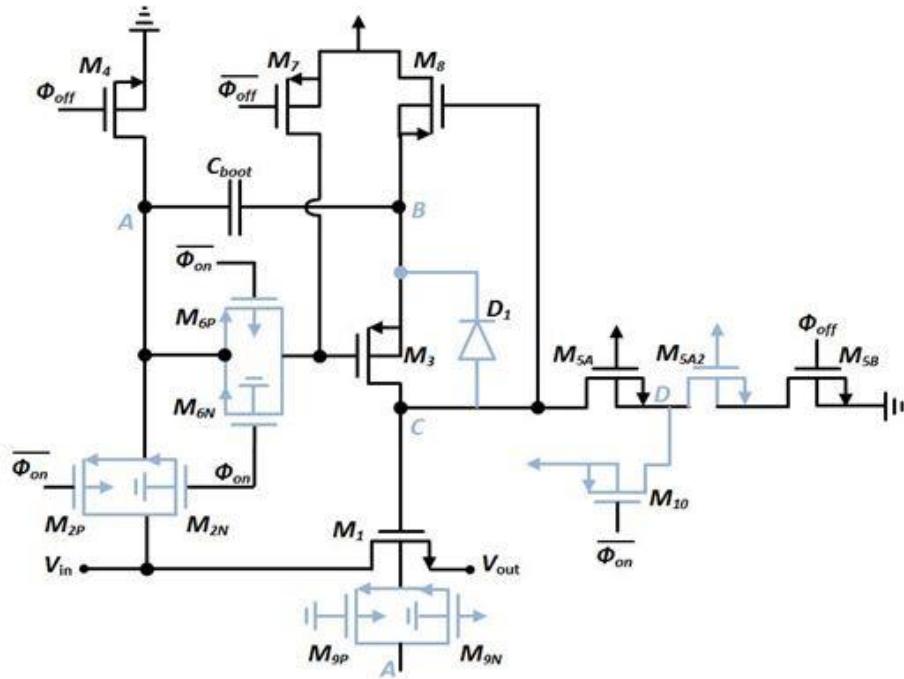 M7 M8
M4
Φoff
Φoff
Cboot
A
B
Φon
M6P
D1
Φoff
M3
M5A
M5A2
M5B
M6N
C
D
Φon
Φon
M10
M2P
M2N
M1
Φon
Vin
Vout
M9P
M9N
A